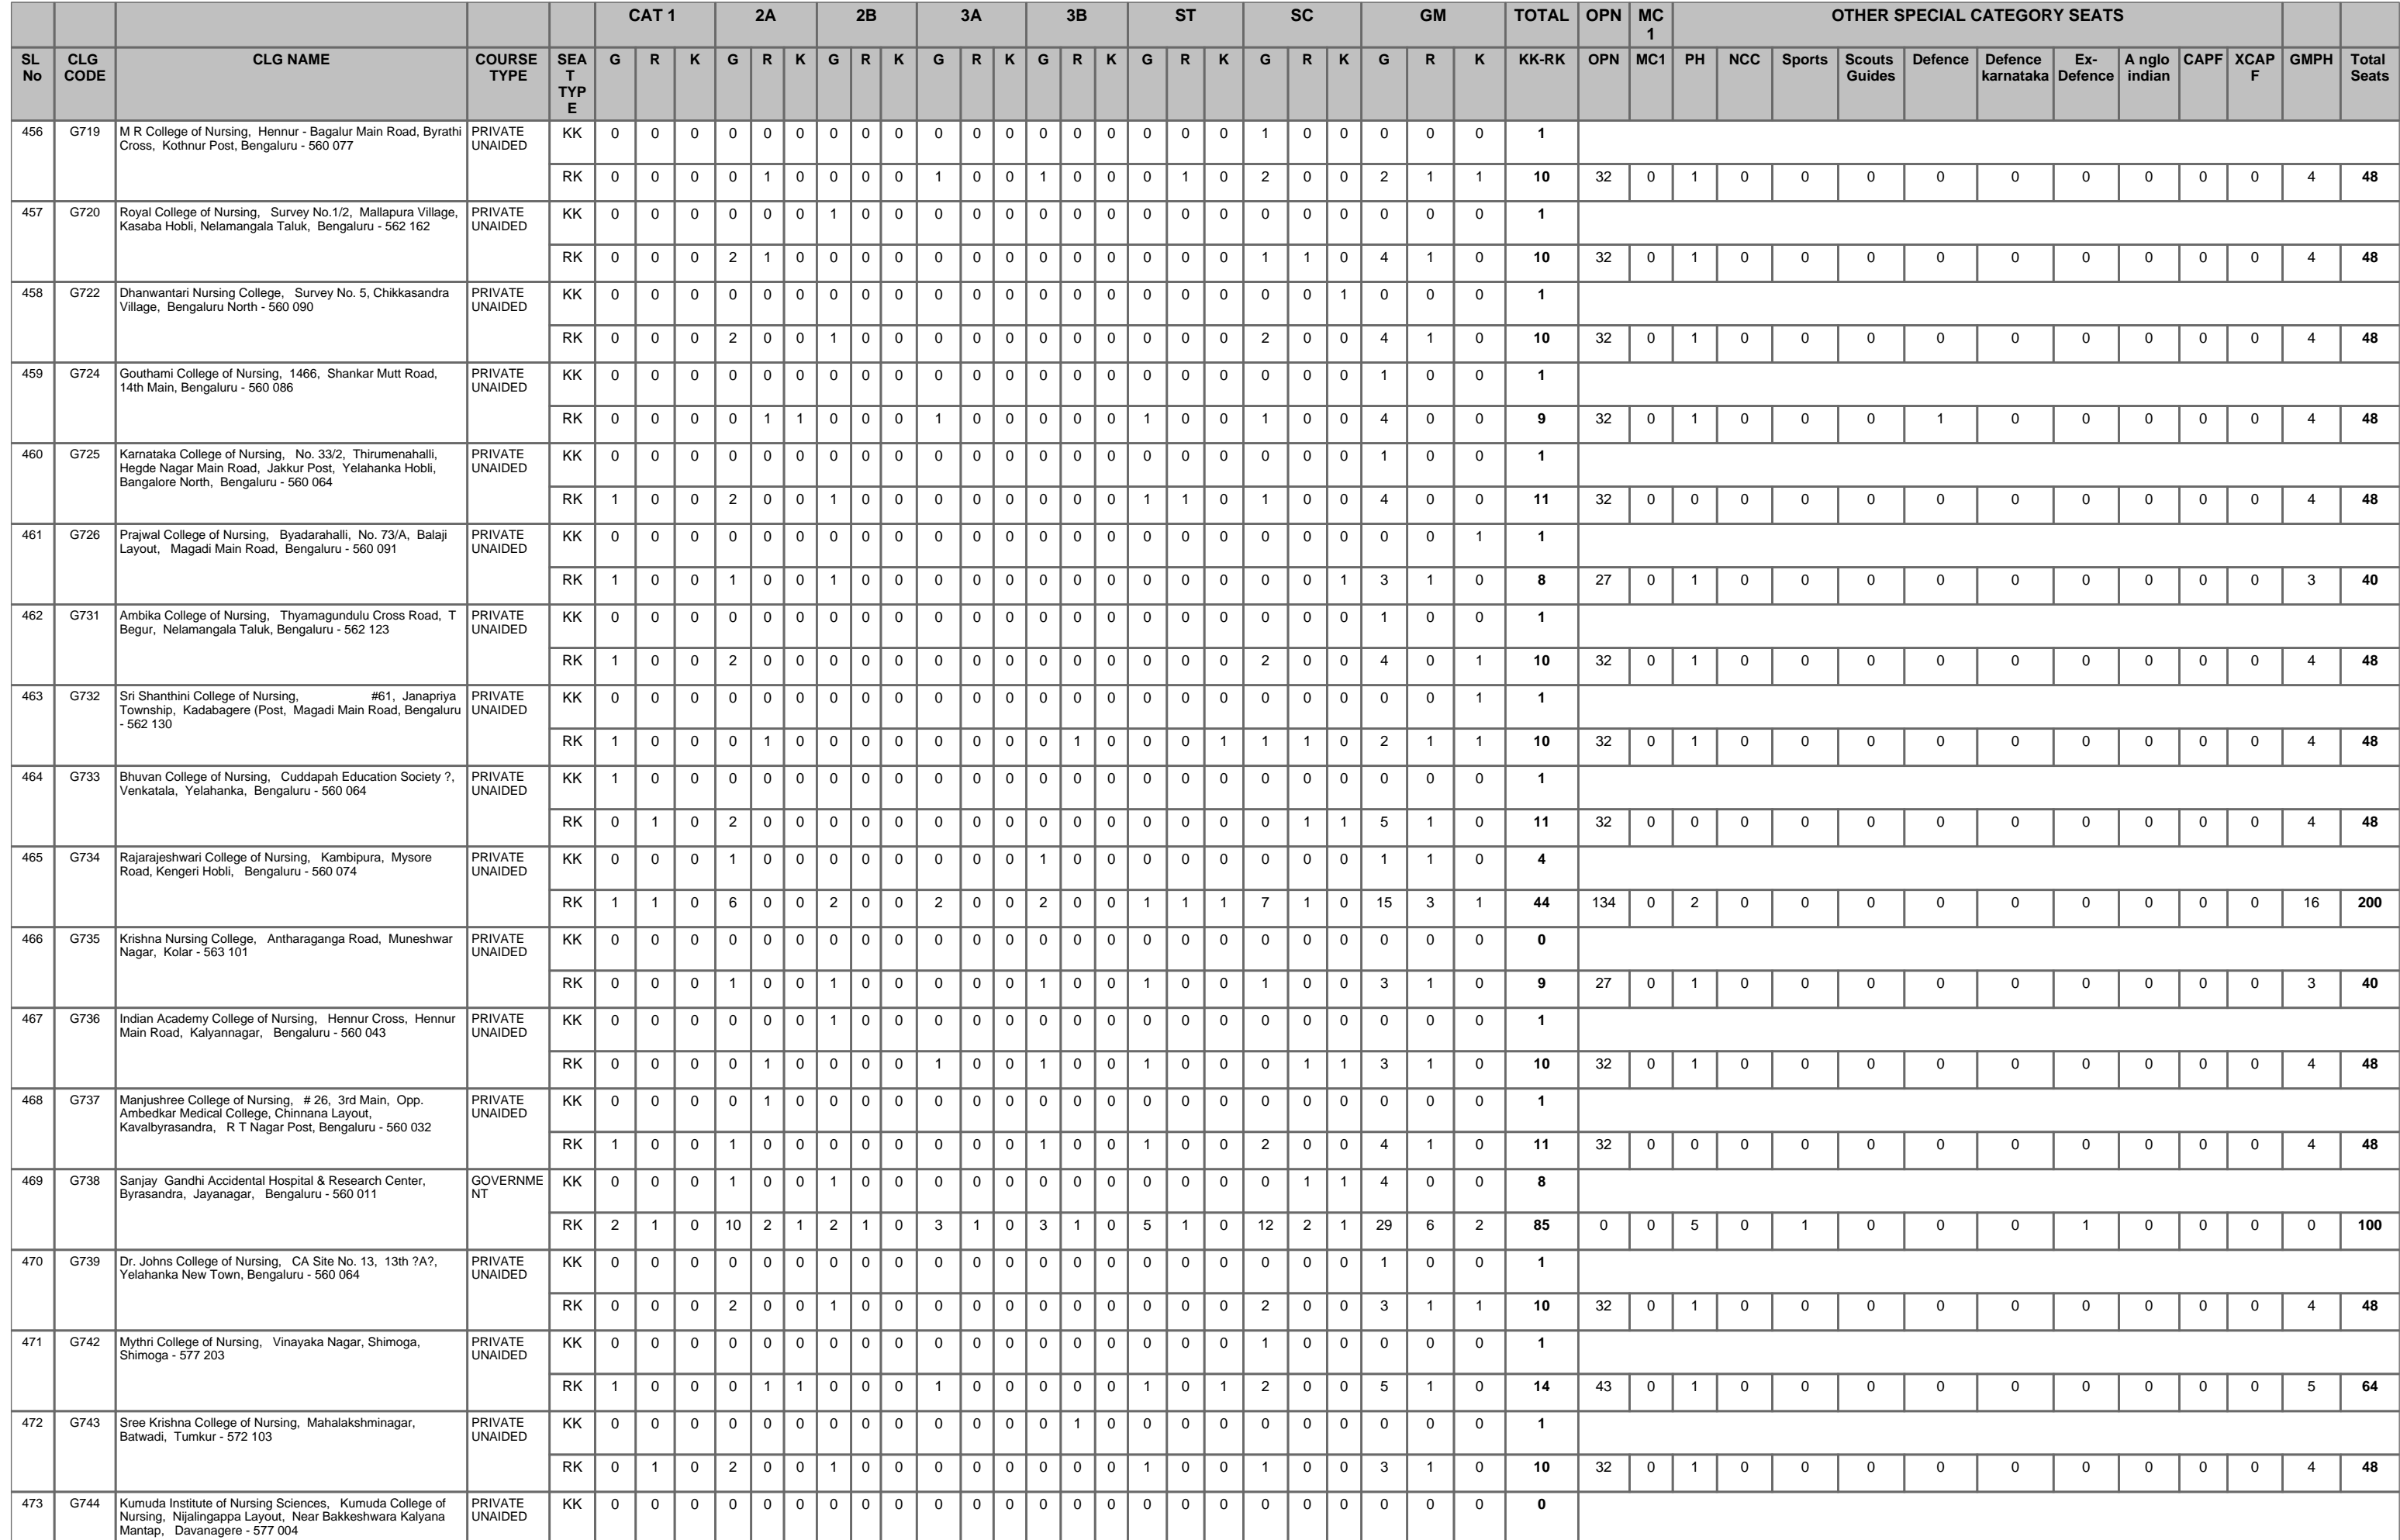 CAT 1 2A 2B 3A 3B ST SC GM TOTAL OPN MC 1 OTHER SPECIAL CATEGORY SEATS
SL No CLG CODE CLG NAME COURSE TYPE SEA T TYP E G R K G R K G R K G R K G R K G R K G R K G R K KK-RK OPN MC1 PH NCC Sports Scouts Guides Defence Defence karnataka Ex-Defence A nglo indian CAPF XCAP F GMPH Total Seats
456 G719 M R College of Nursing, Hennur - Bagalur Main Road, Byrathi PRIVATE KK 0 0 0 0 0 0 0 0 0 0 0 0 0 0 0 0 0 0 1 0 0 0 0 0 1
Cross, Kothnur Post, Bengaluru - 560 077 UNAIDED
RK 0 0 0 0 1 0 0 0 0 1 0 0 1 0 0 0 1 0 2 0 0 2 1 1 10 32 0 1 0 0 0 0 0 0 0 0 0 4 48
457 G720 Royal College of Nursing, Survey No.1/2, Mallapura Village, PRIVATE KK 0 0 0 0 0 0 1 0 0 0 0 0 0 0 0 0 0 0 0 0 0 0 0 0 1
Kasaba Hobli, Nelamangala Taluk, Bengaluru - 562 162 UNAIDED
RK 0 0 0 2 1 0 0 0 0 0 0 0 0 0 0 0 0 0 1 1 0 4 1 0 10 32 0 1 0 0 0 0 0 0 0 0 0 4 48
458 G722 Dhanwantari Nursing College, Survey No. 5, Chikkasandra PRIVATE KK 0 0 0 0 0 0 0 0 0 0 0 0 0 0 0 0 0 0 0 0 1 0 0 0 1
Village, Bengaluru North - 560 090 UNAIDED
RK 0 0 0 2 0 0 1 0 0 0 0 0 0 0 0 0 0 0 2 0 0 4 1 0 10 32 0 1 0 0 0 0 0 0 0 0 0 4 48
459 G724 Gouthami College of Nursing, 1466, Shankar Mutt Road, PRIVATE KK 0 0 0 0 0 0 0 0 0 0 0 0 0 0 0 0 0 0 0 0 0 1 0 0 1
14th Main, Bengaluru - 560 086 UNAIDED
RK 0 0 0 0 1 1 0 0 0 1 0 0 0 0 0 1 0 0 1 0 0 4 0 0 9 32 0 1 0 0 0 1 0 0 0 0 0 4 48
460 G725 Karnataka College of Nursing, No. 33/2, Thirumenahalli, PRIVATE KK 0 0 0 0 0 0 0 0 0 0 0 0 0 0 0 0 0 0 0 0 0 1 0 0 1
Hegde Nagar Main Road, Jakkur Post, Yelahanka Hobli, UNAIDED
Bangalore North, Bengaluru - 560 064
RK 1 0 0 2 0 0 1 0 0 0 0 0 0 0 0 1 1 0 1 0 0 4 0 0 11 32 0 0 0 0 0 0 0 0 0 0 0 4 48
461 G726 Prajwal College of Nursing, Byadarahalli, No. 73/A, Balaji PRIVATE KK 0 0 0 0 0 0 0 0 0 0 0 0 0 0 0 0 0 0 0 0 0 0 0 1 1
Layout, Magadi Main Road, Bengaluru - 560 091 UNAIDED
RK 1 0 0 1 0 0 1 0 0 0 0 0 0 0 0 0 0 0 0 0 1 3 1 0 8 27 0 1 0 0 0 0 0 0 0 0 0 3 40
462 G731 Ambika College of Nursing, Thyamagundulu Cross Road, T PRIVATE KK 0 0 0 0 0 0 0 0 0 0 0 0 0 0 0 0 0 0 0 0 0 1 0 0 1
Begur, Nelamangala Taluk, Bengaluru - 562 123 UNAIDED
RK 1 0 0 2 0 0 0 0 0 0 0 0 0 0 0 0 0 0 2 0 0 4 0 1 10 32 0 1 0 0 0 0 0 0 0 0 0 4 48
463 G732 Sri Shanthini College of Nursing, #61, Janapriya PRIVATE KK 0 0 0 0 0 0 0 0 0 0 0 0 0 0 0 0 0 0 0 0 0 0 0 1 1
Township, Kadabagere (Post, Magadi Main Road, Bengaluru UNAIDED
- 562 130
RK 1 0 0 0 1 0 0 0 0 0 0 0 0 1 0 0 0 1 1 1 0 2 1 1 10 32 0 1 0 0 0 0 0 0 0 0 0 4 48
464 G733 Bhuvan College of Nursing, Cuddapah Education Society ?, PRIVATE KK 1 0 0 0 0 0 0 0 0 0 0 0 0 0 0 0 0 0 0 0 0 0 0 0 1
Venkatala, Yelahanka, Bengaluru - 560 064 UNAIDED
RK 0 1 0 2 0 0 0 0 0 0 0 0 0 0 0 0 0 0 0 1 1 5 1 0 11 32 0 0 0 0 0 0 0 0 0 0 0 4 48
465 G734 Rajarajeshwari College of Nursing, Kambipura, Mysore PRIVATE KK 0 0 0 1 0 0 0 0 0 0 0 0 1 0 0 0 0 0 0 0 0 1 1 0 4
Road, Kengeri Hobli, Bengaluru - 560 074 UNAIDED
RK 1 1 0 6 0 0 2 0 0 2 0 0 2 0 0 1 1 1 7 1 0 15 3 1 44 134 0 2 0 0 0 0 0 0 0 0 0 16 200
466 G735 Krishna Nursing College, Antharaganga Road, Muneshwar PRIVATE KK 0 0 0 0 0 0 0 0 0 0 0 0 0 0 0 0 0 0 0 0 0 0 0 0 0
Nagar, Kolar - 563 101 UNAIDED
RK 0 0 0 1 0 0 1 0 0 0 0 0 1 0 0 1 0 0 1 0 0 3 1 0 9 27 0 1 0 0 0 0 0 0 0 0 0 3 40
467 G736 Indian Academy College of Nursing, Hennur Cross, Hennur PRIVATE KK 0 0 0 0 0 0 1 0 0 0 0 0 0 0 0 0 0 0 0 0 0 0 0 0 1
Main Road, Kalyannagar, Bengaluru - 560 043 UNAIDED
RK 0 0 0 0 1 0 0 0 0 1 0 0 1 0 0 1 0 0 0 1 1 3 1 0 10 32 0 1 0 0 0 0 0 0 0 0 0 4 48
468 G737 Manjushree College of Nursing, # 26, 3rd Main, Opp. PRIVATE KK 0 0 0 0 1 0 0 0 0 0 0 0 0 0 0 0 0 0 0 0 0 0 0 0 1
Ambedkar Medical College, Chinnana Layout, UNAIDED
Kavalbyrasandra, R T Nagar Post, Bengaluru - 560 032
RK 1 0 0 1 0 0 0 0 0 0 0 0 1 0 0 1 0 0 2 0 0 4 1 0 11 32 0 0 0 0 0 0 0 0 0 0 0 4 48
469 G738 Sanjay Gandhi Accidental Hospital & Research Center, GOVERNME KK 0 0 0 1 0 0 1 0 0 0 0 0 0 0 0 0 0 0 0 1 1 4 0 0 8
Byrasandra, Jayanagar, Bengaluru - 560 011 NT
RK 2 1 0 10 2 1 2 1 0 3 1 0 3 1 0 5 1 0 12 2 1 29 6 2 85 0 0 5 0 1 0 0 0 1 0 0 0 0 100
470 G739 Dr. Johns College of Nursing, CA Site No. 13, 13th ?A?, PRIVATE KK 0 0 0 0 0 0 0 0 0 0 0 0 0 0 0 0 0 0 0 0 0 1 0 0 1
Yelahanka New Town, Bengaluru - 560 064 UNAIDED
RK 0 0 0 2 0 0 1 0 0 0 0 0 0 0 0 0 0 0 2 0 0 3 1 1 10 32 0 1 0 0 0 0 0 0 0 0 0 4 48
471 G742 Mythri College of Nursing, Vinayaka Nagar, Shimoga, PRIVATE KK 0 0 0 0 0 0 0 0 0 0 0 0 0 0 0 0 0 0 1 0 0 0 0 0 1
Shimoga - 577 203 UNAIDED
RK 1 0 0 0 1 1 0 0 0 1 0 0 0 0 0 1 0 1 2 0 0 5 1 0 14 43 0 1 0 0 0 0 0 0 0 0 0 5 64
472 G743 Sree Krishna College of Nursing, Mahalakshminagar, PRIVATE KK 0 0 0 0 0 0 0 0 0 0 0 0 0 1 0 0 0 0 0 0 0 0 0 0 1
Batwadi, Tumkur - 572 103 UNAIDED
RK 0 1 0 2 0 0 1 0 0 0 0 0 0 0 0 1 0 0 1 0 0 3 1 0 10 32 0 1 0 0 0 0 0 0 0 0 0 4 48
473 G744 Kumuda Institute of Nursing Sciences, Kumuda College of PRIVATE KK 0 0 0 0 0 0 0 0 0 0 0 0 0 0 0 0 0 0 0 0 0 0 0 0 0
Nursing, Nijalingappa Layout, Near Bakkeshwara Kalyana UNAIDED
Mantap, Davanagere - 577 004